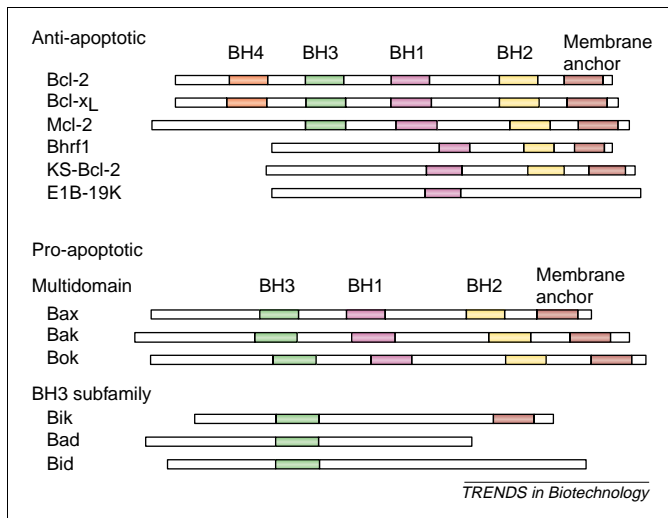 Anti-apoptotic
BH4 BH3 BH1 BH2 Membrane anchor
Bcl-2
Bcl-xL
Mcl-2
Bhrf1
KS-Bcl-2
E1B-19K
Pro-apoptotic
Multidomain BH3 BH1 BH2 Membrane anchor
Bax
Bak
Bok
BH3 subfamily
Bik
Bad
Bid
TRENDS in Biotechnology